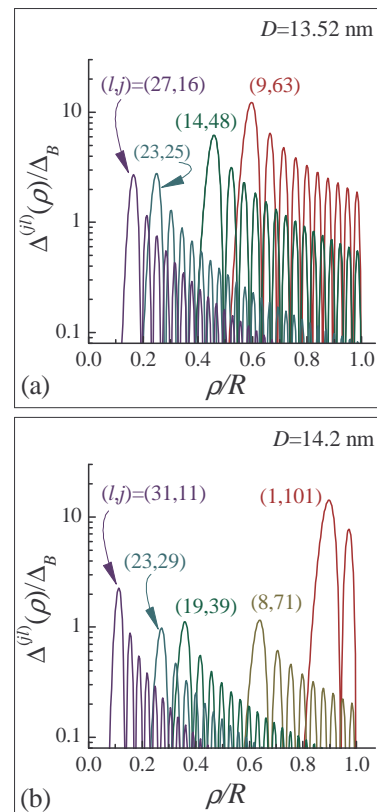 D=13.52 nm
(l,j)=(27,16)
(9,63)
(14,48)
(23,25)
Δ^(jl)(ρ)/Δ_B
10
1
0.1
0.0 0.2 0.4 0.6 0.8 1.0
(a)
ρ/R
D=14.2 nm
(l,j)=(31,11)
(1,101)
(23,29)
(19,39)
(8,71)
Δ^(jl)(ρ)/Δ_B
10
1
0.1
0.0 0.2 0.4 0.6 0.8 1.0
(b)
ρ/R